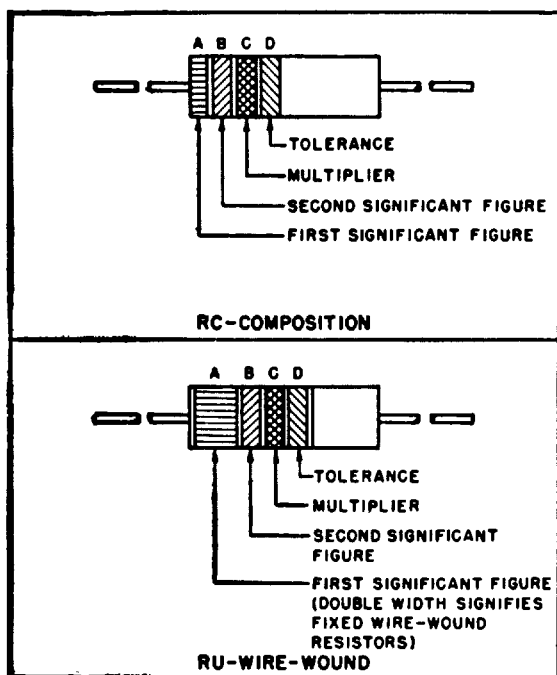 A B C D
TOLERANCE
MULTIPLIER
SECOND SIGNIFICANT FIGURE
FIRST SIGNIFICANT FIGURE
RC-COMPOSITION
A B C D
TOLERANCE
MULTIPLIER
SECOND SIGNIFICANT
FIGURE
FIRST SIGNIFICANT FIGURE
(DOUBLE WIDTH SIGNIFIES
FIXED WIRE-WOUND
RESISTORS)
RU-WIRE-WOUND